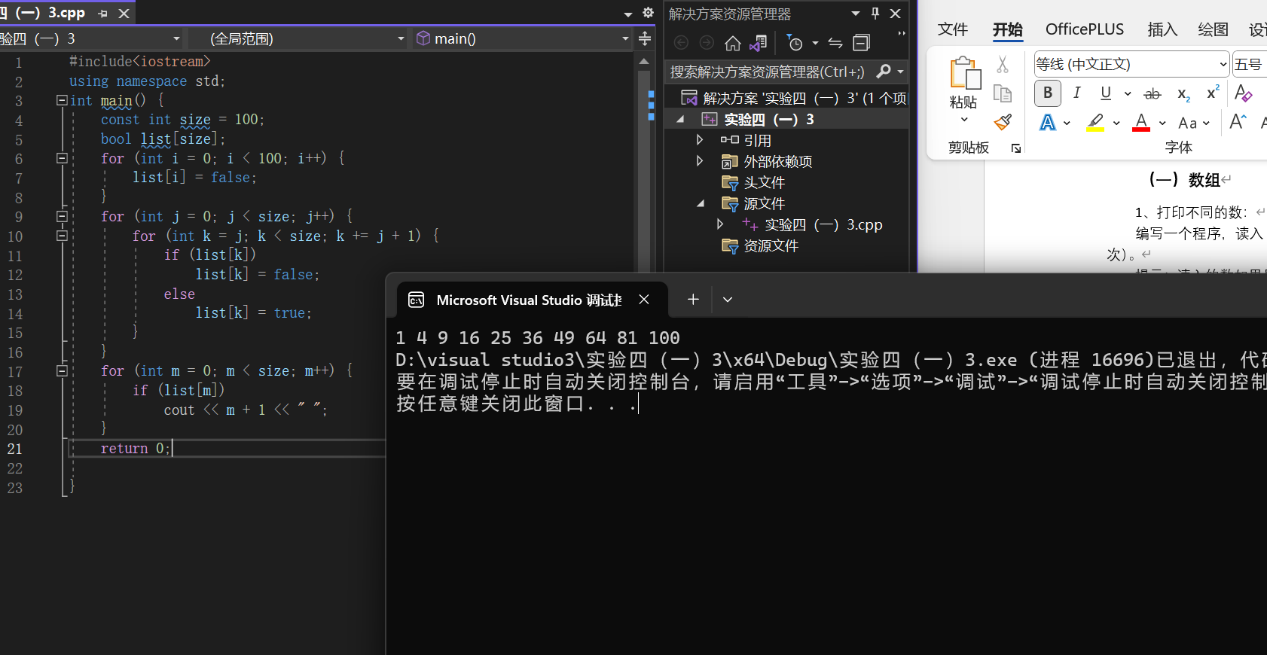 四（一）3.cpp
验四（一）3
(全局范围)
main()
1 #include<iostream>
2 using namespace std;
3 int main() {
4 const int size = 100;
5 bool list[size];
6 for (int i = 0; i < 100; i++) {
7 list[i] = false;
8 }
9 for (int j = 0; j < size; j++) {
10 for (int k = j; k < size; k += j + 1) {
11 if (list[k])
12 list[k] = false;
13 else
14 list[k] = true;
15 }
16 }
17 for (int m = 0; m < size; m++) {
18 if (list[m])
19 cout << m + 1 << " ";
20 }
21 return 0;
22
23 }
解决方案资源管理器
搜索解决方案资源管理器(Ctrl+;)
解决方案 '实验四（一）3' (1 个项
实验四（一）3
引用
外部依赖项
头文件
源文件
实验四（一）3.cpp
资源文件
文件 开始 OfficePLUS 插入 绘图
等线 (中文正文) 五号
粘贴
B I U ab x2 x2 A
A A Aa A
剪贴板 字体
（一）数组
1、打印不同的数：
编写一个程序，读入
次）。
Microsoft Visual Studio 调试
1 4 9 16 25 36 49 64 81 100
D:\visual studio3\实验四（一）3\x64\Debug\实验四（一）3.exe (进程 16696)已退出，代
要在调试停止时自动关闭控制台，请启用“工具”->“选项”->“调试”->“调试停止时自动关闭控制
按任意键关闭此窗口. . .